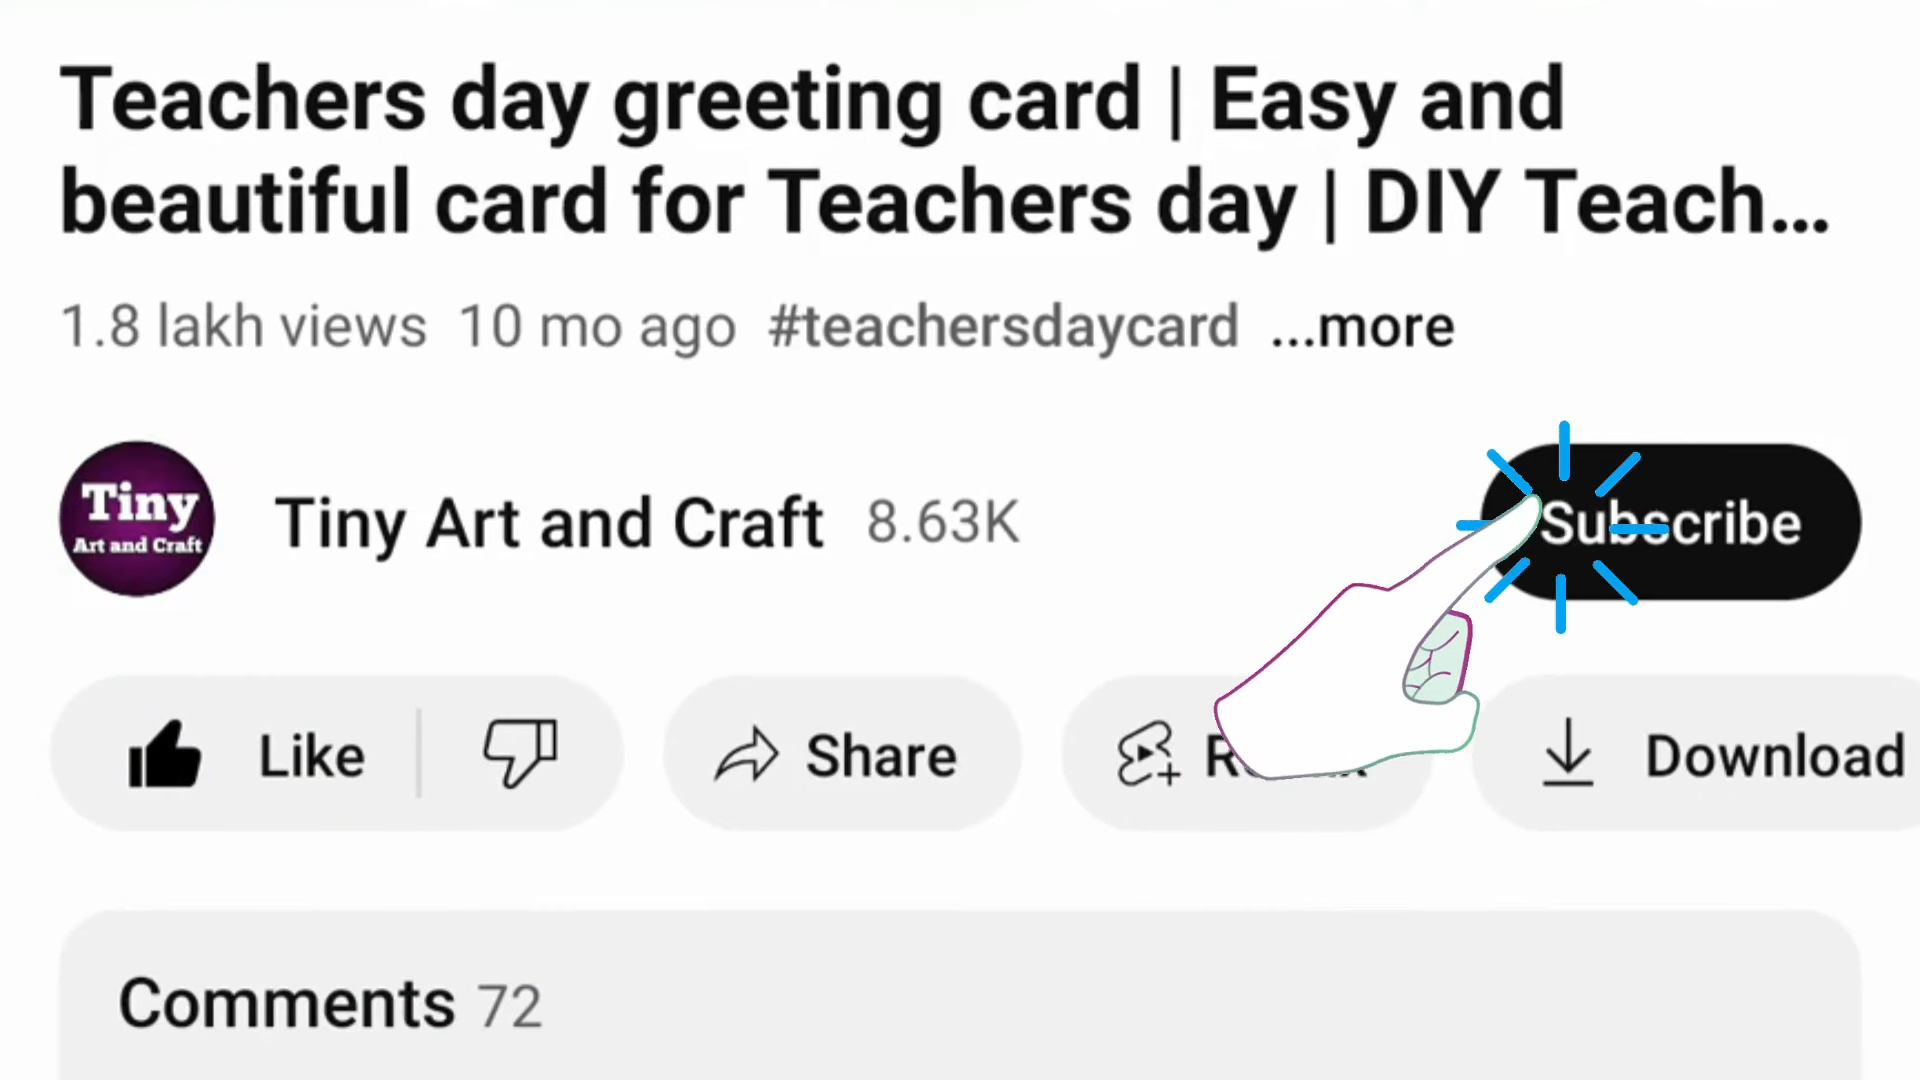 Teachers day greeting card | Easy and
beautiful card for Teachers day | DIY Teach...
1.8 lakh views 10 mo ago #teachersdaycard ...more
Tiny
Art and Craft
Tiny Art and Craft 8.63K
Subscribe
Like
Share
Download
Comments 72